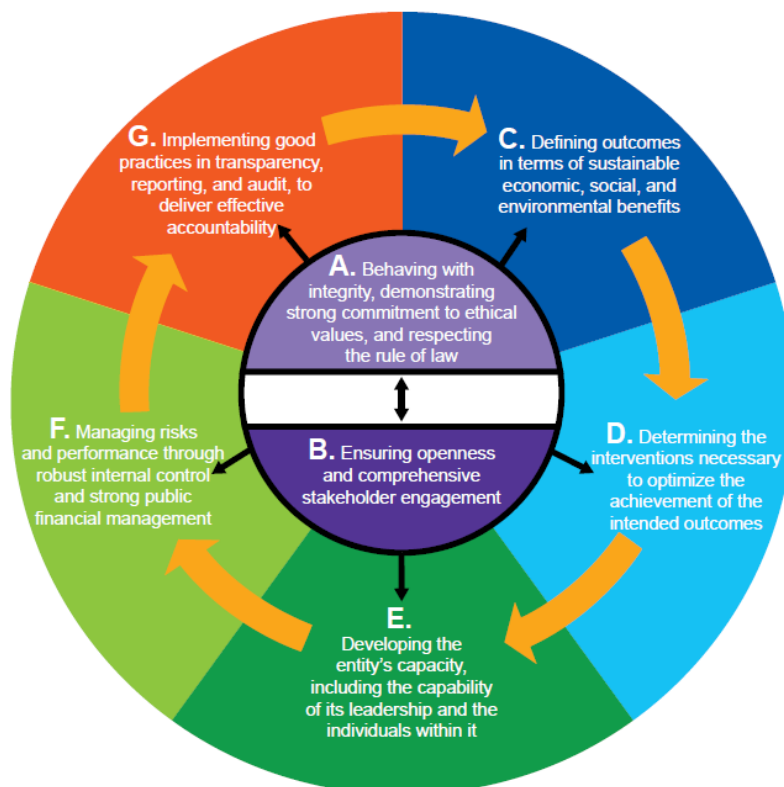 A. Behaving with
integrity, demonstrating
strong commitment to ethical
values, and respecting
the rule of law
B. Ensuring openness
and comprehensive
stakeholder engagement
C. Defining outcomes
in terms of sustainable
economic, social, and
environmental benefits
D. Determining the
interventions necessary
to optimize the
achievement of the
intended outcomes
E.
Developing the
entity's capacity,
including the capability
of its leadership and the
individuals within it
F. Managing risks
and performance through
robust internal control
and strong public
financial management
G. Implementing good
practices in transparency,
reporting, and audit, to
deliver effective
accountability